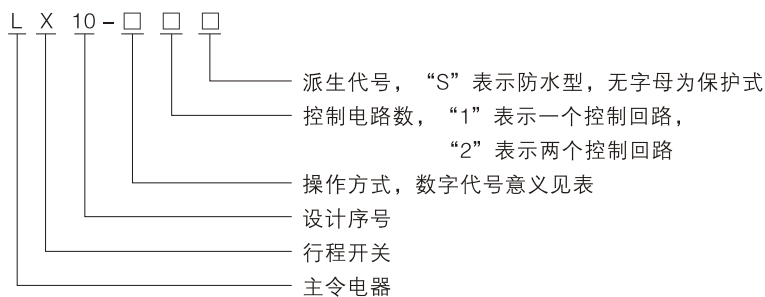 LX10-□□□
派生代号，“S”表示防水型，无字母为保护式
控制电路数，“1”表示一个控制回路，
“2”表示两个控制回路
操作方式，数字代号意义见表
设计序号
行程开关
主令电器